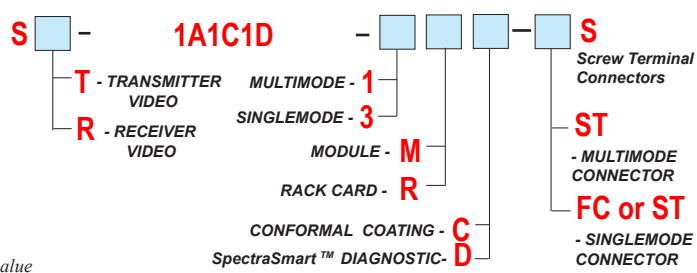 S - 1A1C1D - - S
Screw Terminal
Connectors
T - TRANSMITTER
VIDEO
R - RECEIVER
VIDEO
MULTIMODE - 1
SINGLEMODE - 3
MODULE - M
RACK CARD - R
CONFORMAL COATING - C
SpectraSmart ™ DIAGNOSTIC- D
ST
- MULTIMODE
CONNECTOR
FC or ST
- SINGLEMODE
CONNECTOR
alue